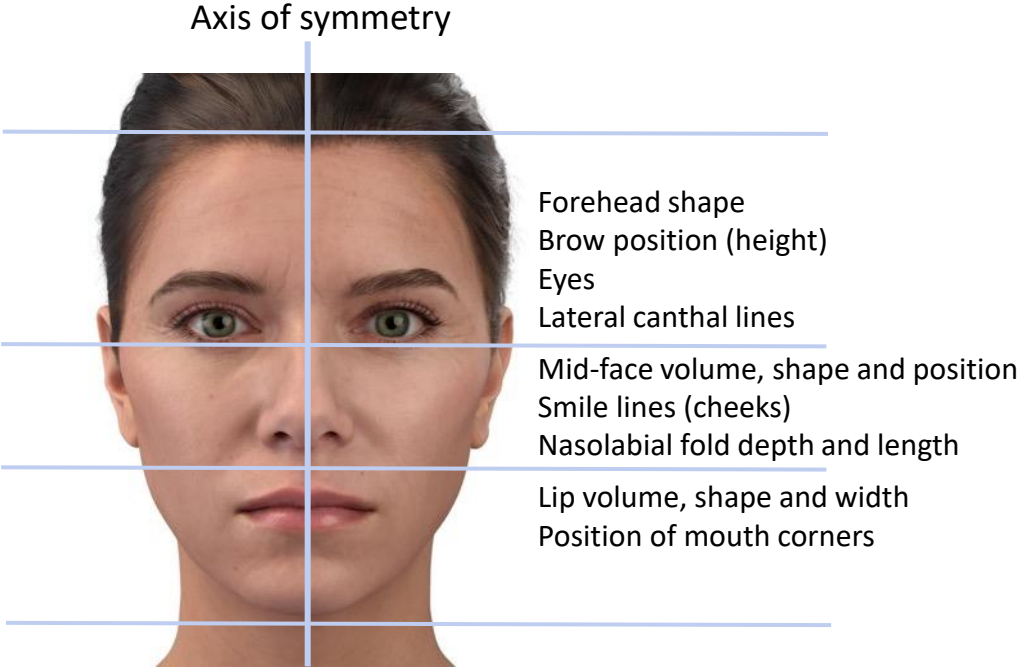 Axis of symmetry
Forehead shape
Brow position (height)
Eyes
Lateral canthal lines
Mid-face volume, shape and position
Smile lines (cheeks)
Nasolabial fold depth and length
Lip volume, shape and width
Position of mouth corners